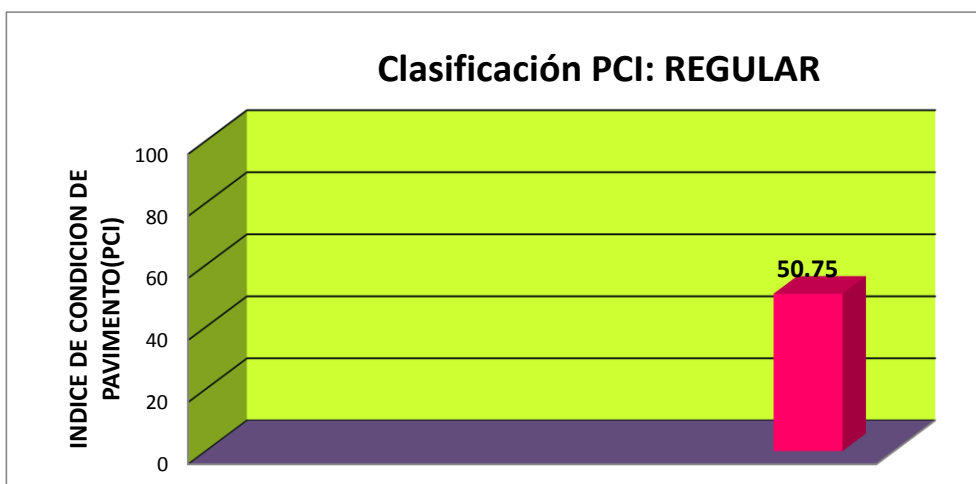 Clasificación PCI: REGULAR
INDICE DE CONDICION DE
PAVIMENTO(PCI)
100
80
60
40
20
0
50.75